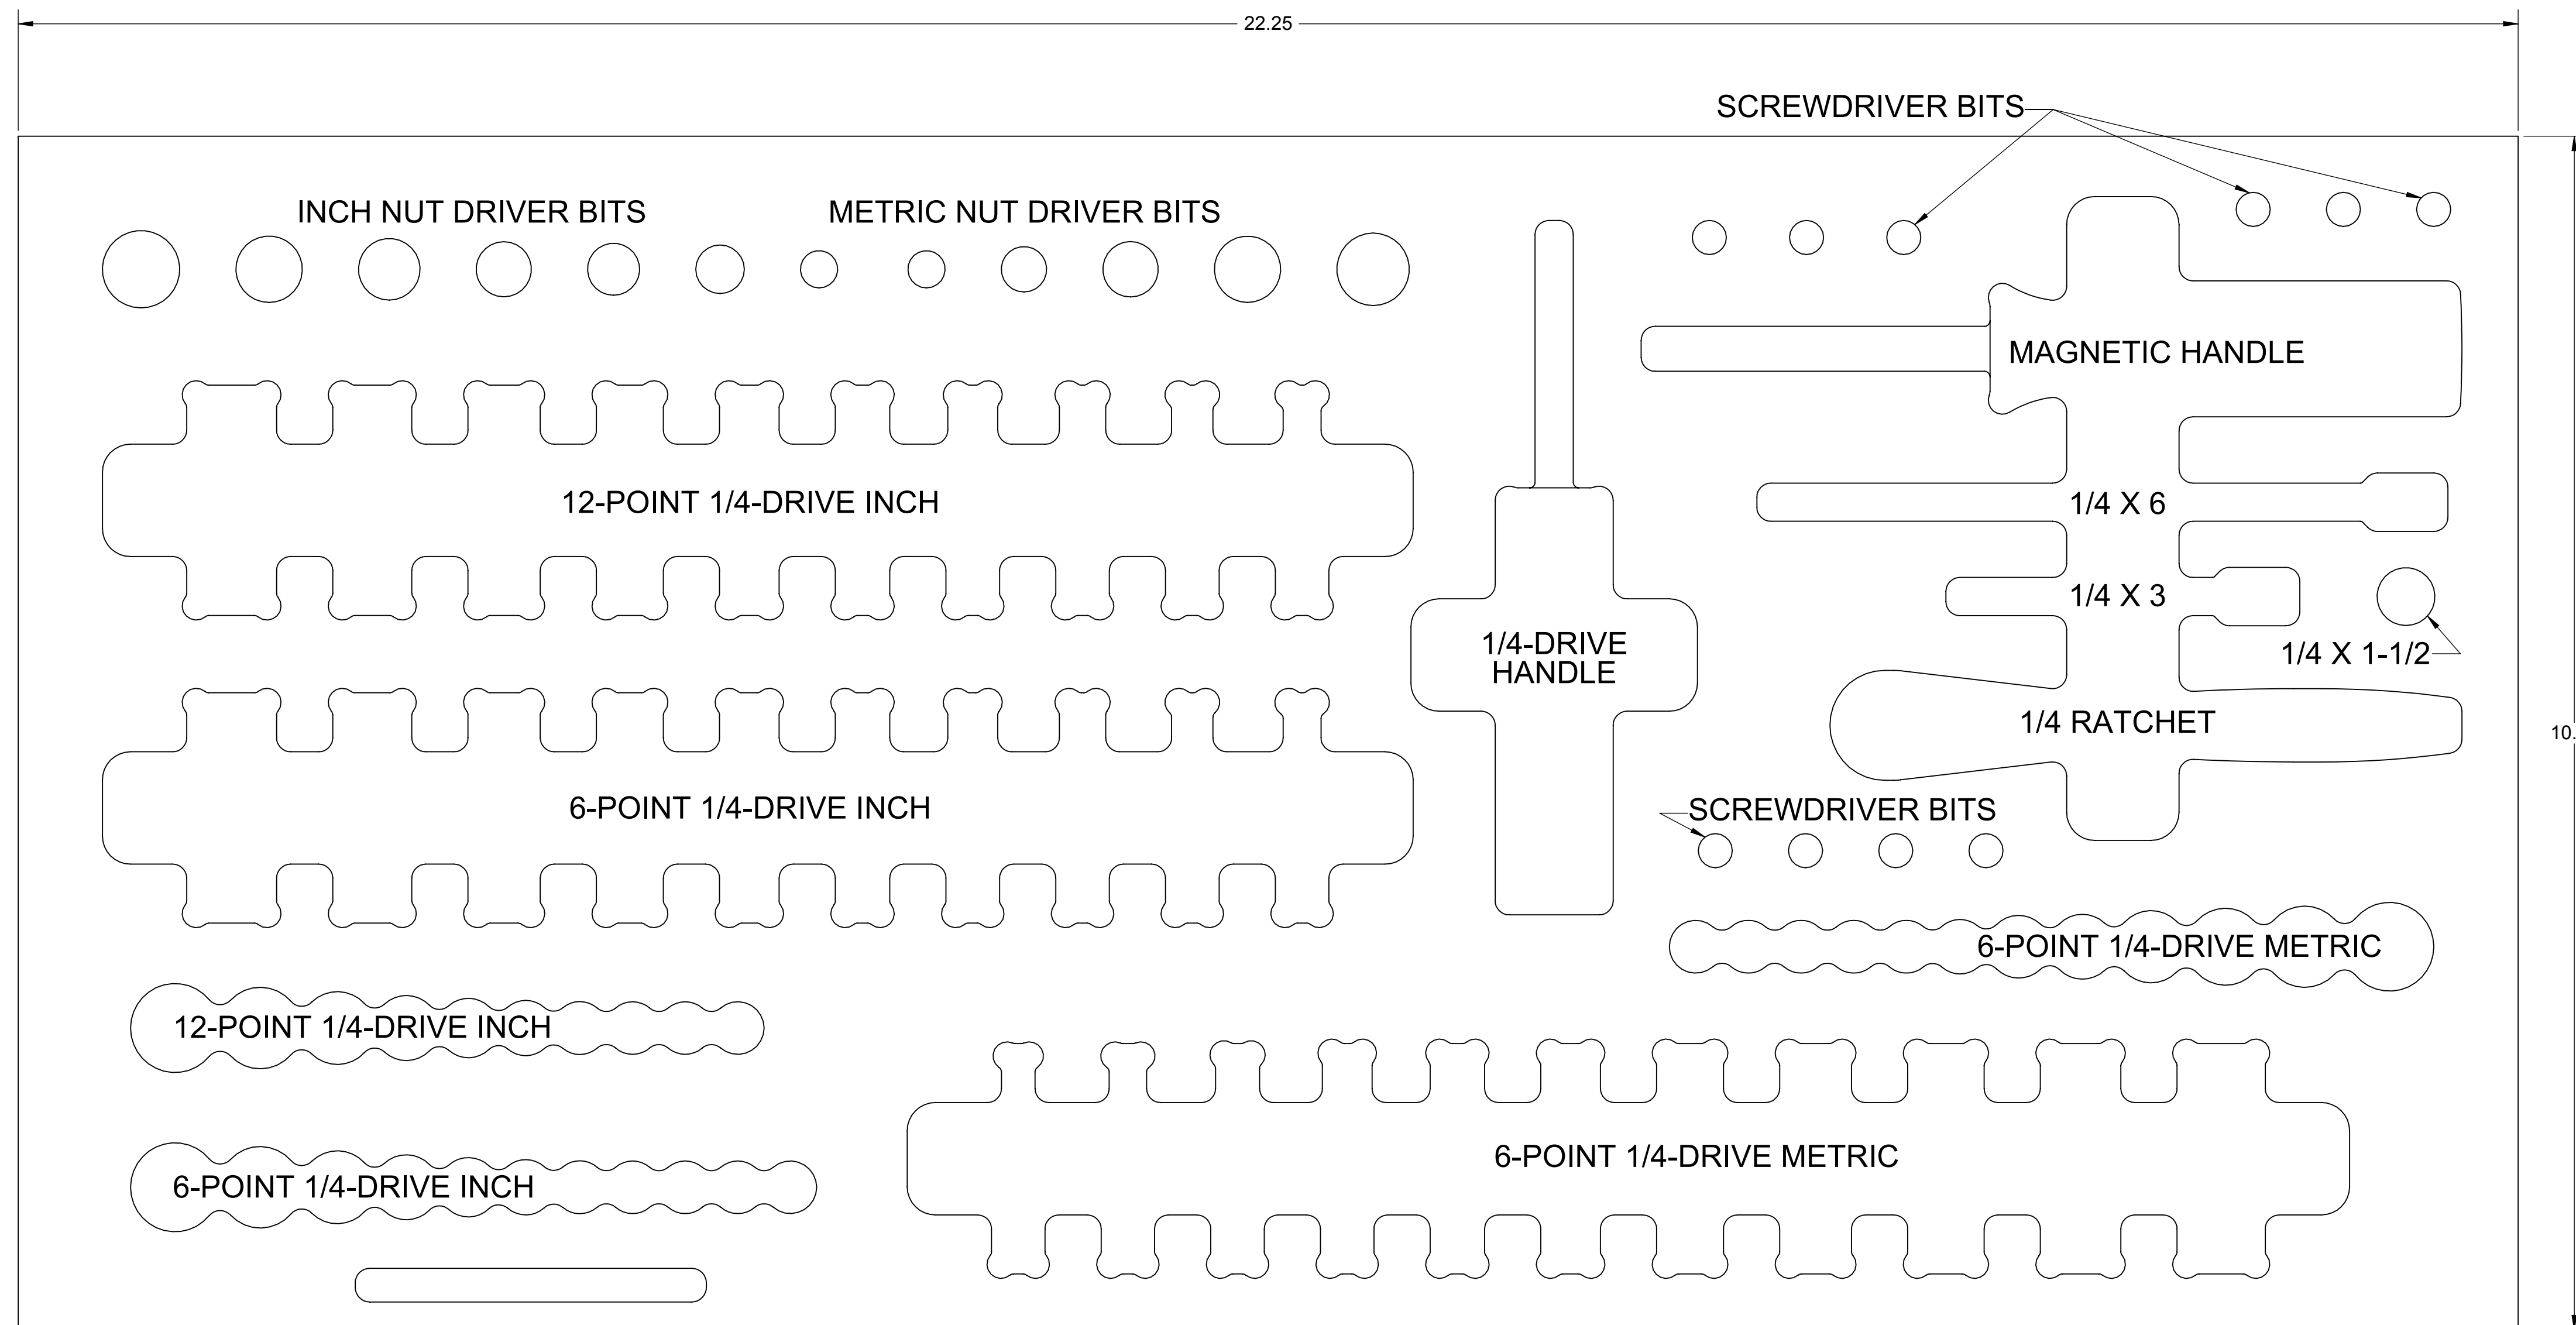 22.25
SCREWDRIVER BITS
INCH NUT DRIVER BITS
METRIC NUT DRIVER BITS
MAGNETIC HANDLE
12-POINT 1/4-DRIVE INCH
1/4 X 6
1/4 X 3
1/4-DRIVE
HANDLE
1/4 X 1-1/2
1/4 RATCHET
10.
6-POINT 1/4-DRIVE INCH
SCREWDRIVER BITS
6-POINT 1/4-DRIVE METRIC
12-POINT 1/4-DRIVE INCH
6-POINT 1/4-DRIVE METRIC
6-POINT 1/4-DRIVE INCH